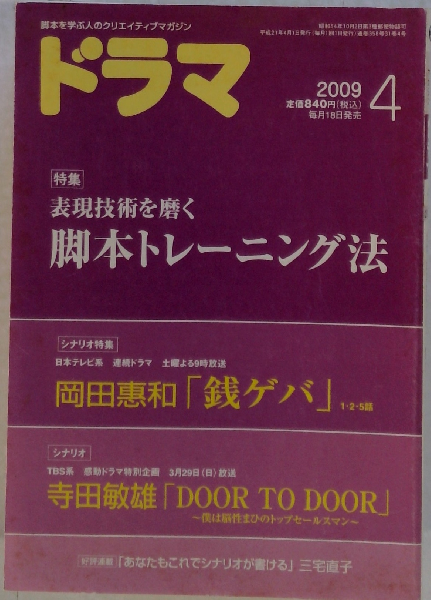 脚本を学ぶ人のクリエイティブマガジン
ドラマ
2009
定価840円(税込)
毎月18日発売
4
特集
表現技術を磨く
脚本トレーニング法
シナリオ特集
日本テレビ系 連続ドラマ 土曜よる9時放送
岡田惠和「銭ゲバ」1・2・5話
シナリオ
TBS系 感動ドラマ特別企画 3月29日(日)放送
寺田敏雄「DOOR TO DOOR」
〜僕は脳性まひのトップセールスマン〜
好評連載 「あなたもこれでシナリオが書ける」三宅直子